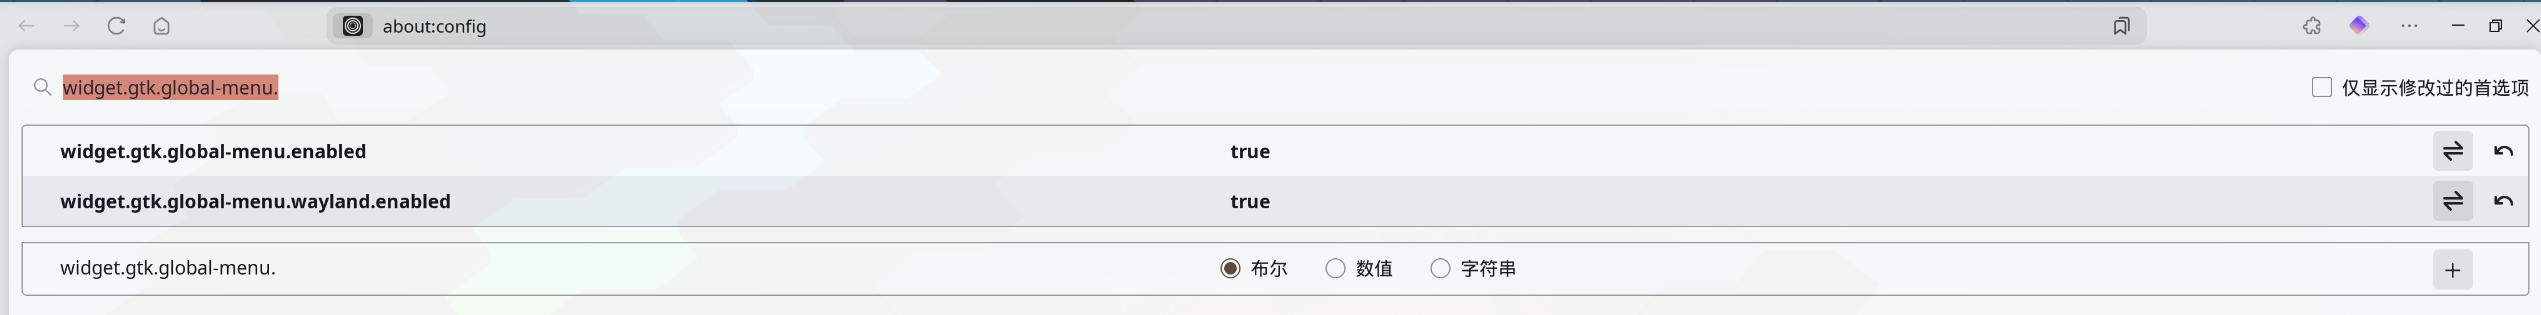 about:config
widget.gtk.global-menu.
仅显示修改过的首选项
widget.gtk.global-menu.enabled true
widget.gtk.global-menu.wayland.enabled true
widget.gtk.global-menu. 布尔 数值 字符串